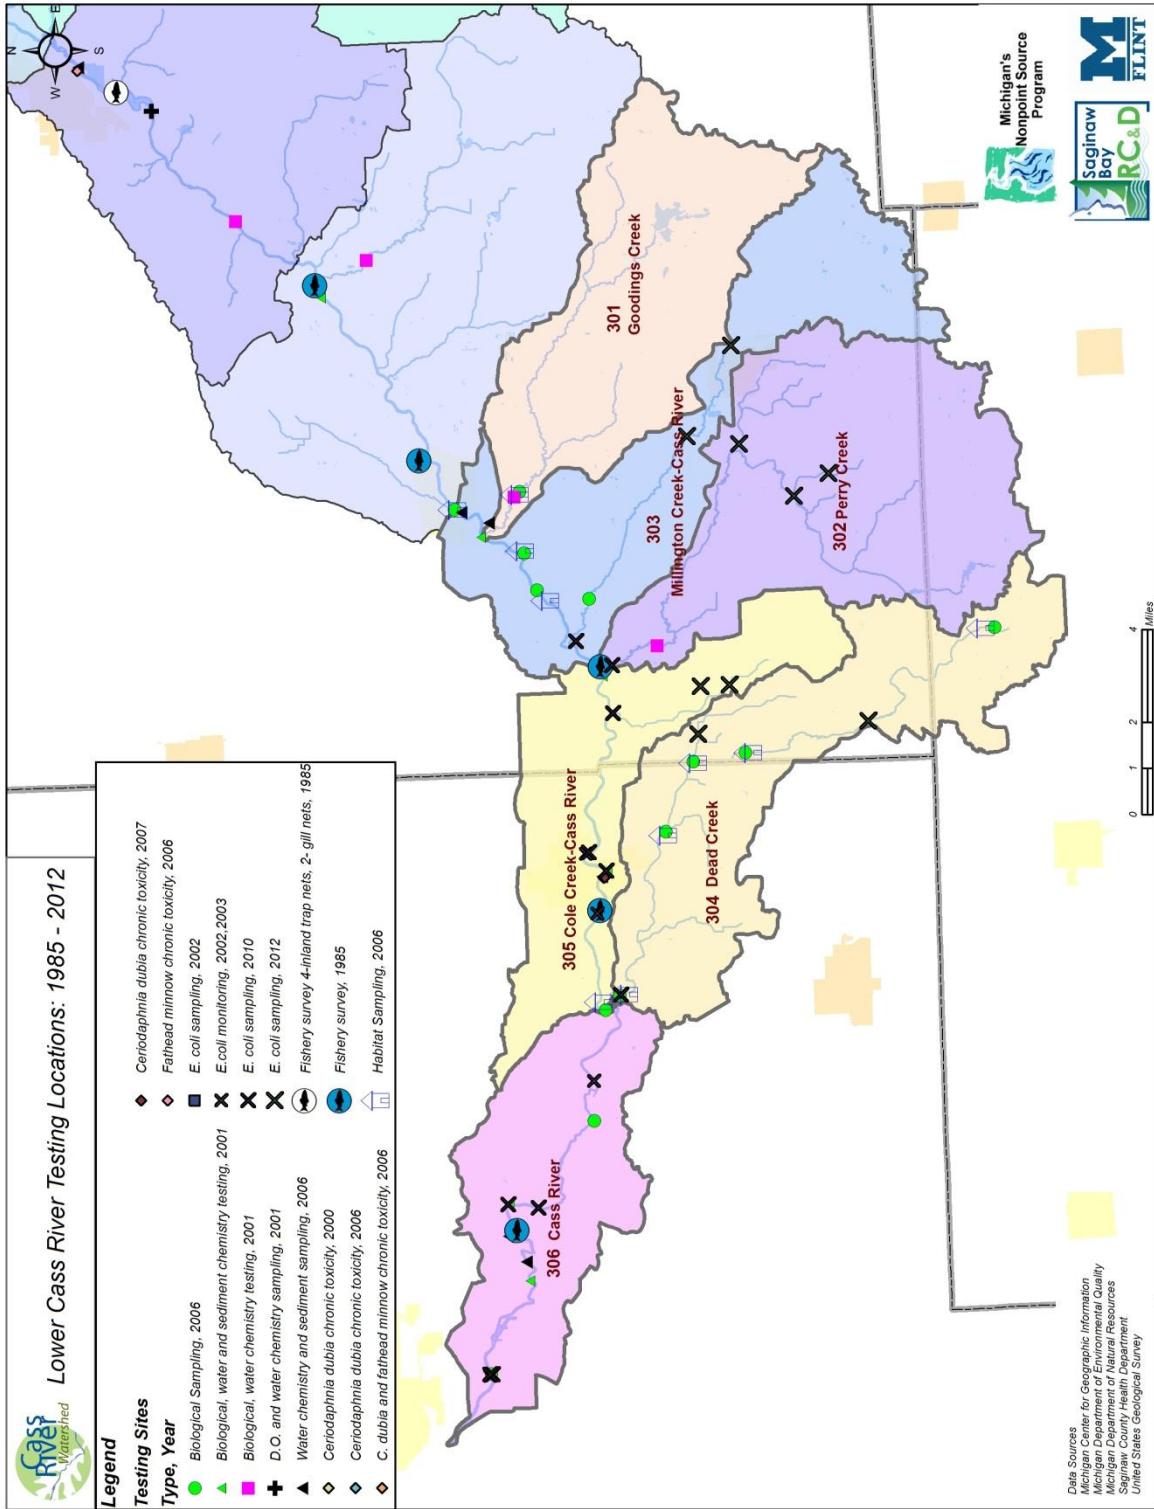 Cass
River
Watershed
Lower Cass River Testing Locations: 1985 - 2012
Legend
Testing Sites
Type, Year
Biological Sampling, 2006
Biological, water and sediment chemistry testing, 2001
Biological, water chemistry testing, 2001
D.O. and water chemistry sampling, 2001
Water chemistry and sediment sampling, 2006
Ceriodaphnia dubia chronic toxicity, 2000
Ceriodaphnia dubia chronic toxicity, 2006
C. dubia and fathead minnow chronic toxicity, 2006
Ceriodaphnia dubia chronic toxicity, 2007
Fathead minnow chronic toxicity, 2006
E. coli sampling, 2002
E.coli monitoring, 2002,2003
E. coli sampling, 2010
E. coli sampling, 2012
Fishery survey 4-inland trap nets, 2- gill nets, 1985
Fishery survey, 1985
Habitat Sampling, 2006
N
E
S
W
301
Goodings Creek
303
Millington Creek-Cass River
302 Perry Creek
305 Cole Creek-Cass River
304 Dead Creek
306 Cass River
0 1 2 4
Miles
Data Sources
Michigan Center for Geographic Information
Michigan Department of Environmental Quality
Michigan Department of Natural Resources
Saginaw County Health Department
United States Geological Survey
Michigan's
Nonpoint Source
Program
Saginaw
Bay
RC&D
M
FLINT